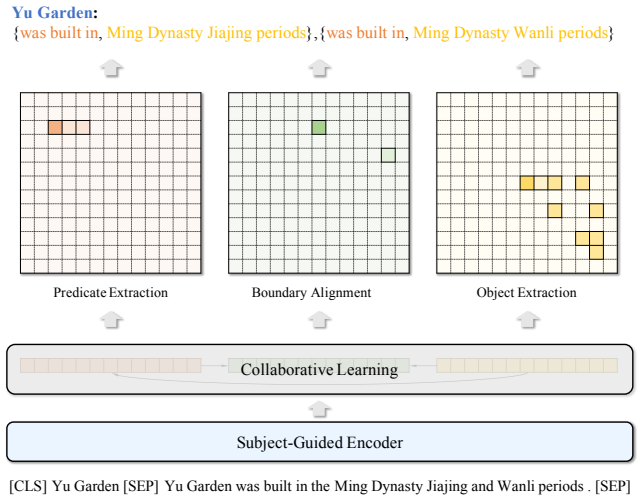 Yu Garden:
{was built in, Ming Dynasty Jiajing periods},{was built in, Ming Dynasty Wanli periods}
Predicate Extraction
Boundary Alignment
Object Extraction
Collaborative Learning
Subject-Guided Encoder
[CLS] Yu Garden [SEP] Yu Garden was built in the Ming Dynasty Jiajing and Wanli periods . [SEP]